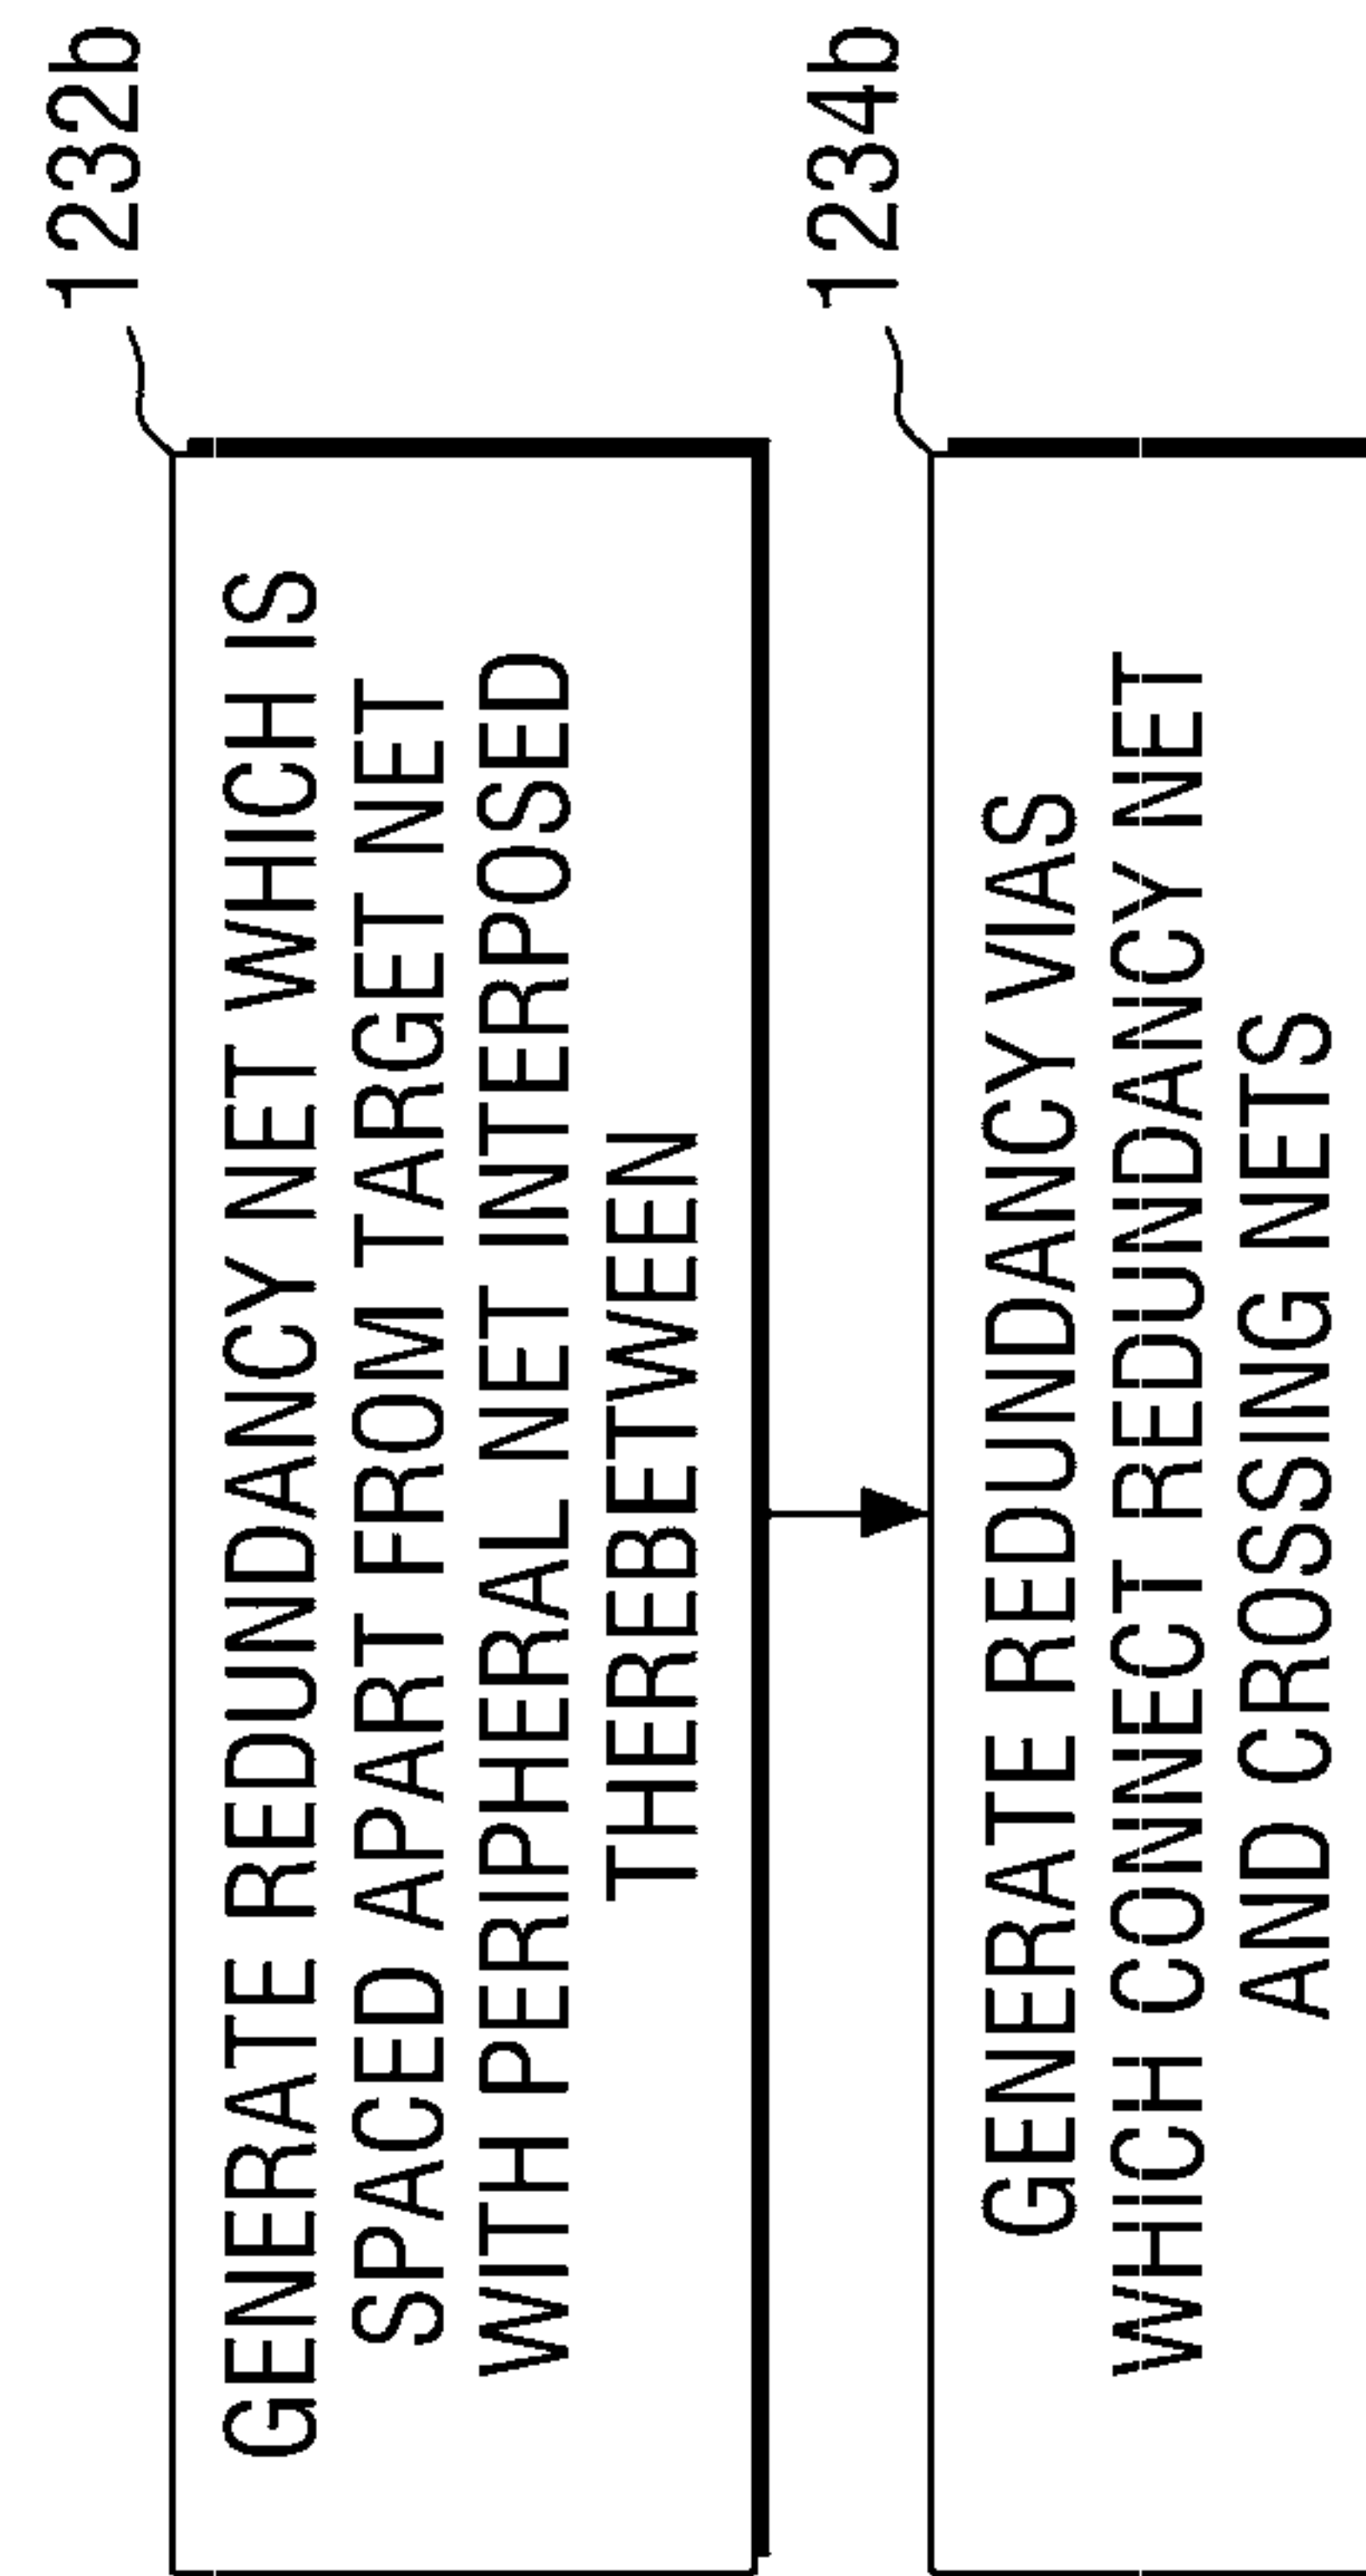 1232b
GENERATE REDUNDANCY NET WHICH IS
SPACED APART FROM TARGET NET
WITH PERIPHERAL NET INTERPOSED
THEREBETWEEN
1234b
GENERATE REDUNDANCY VIAS
WHICH CONNECT REDUNDANCY NET
AND CROSSING NETS